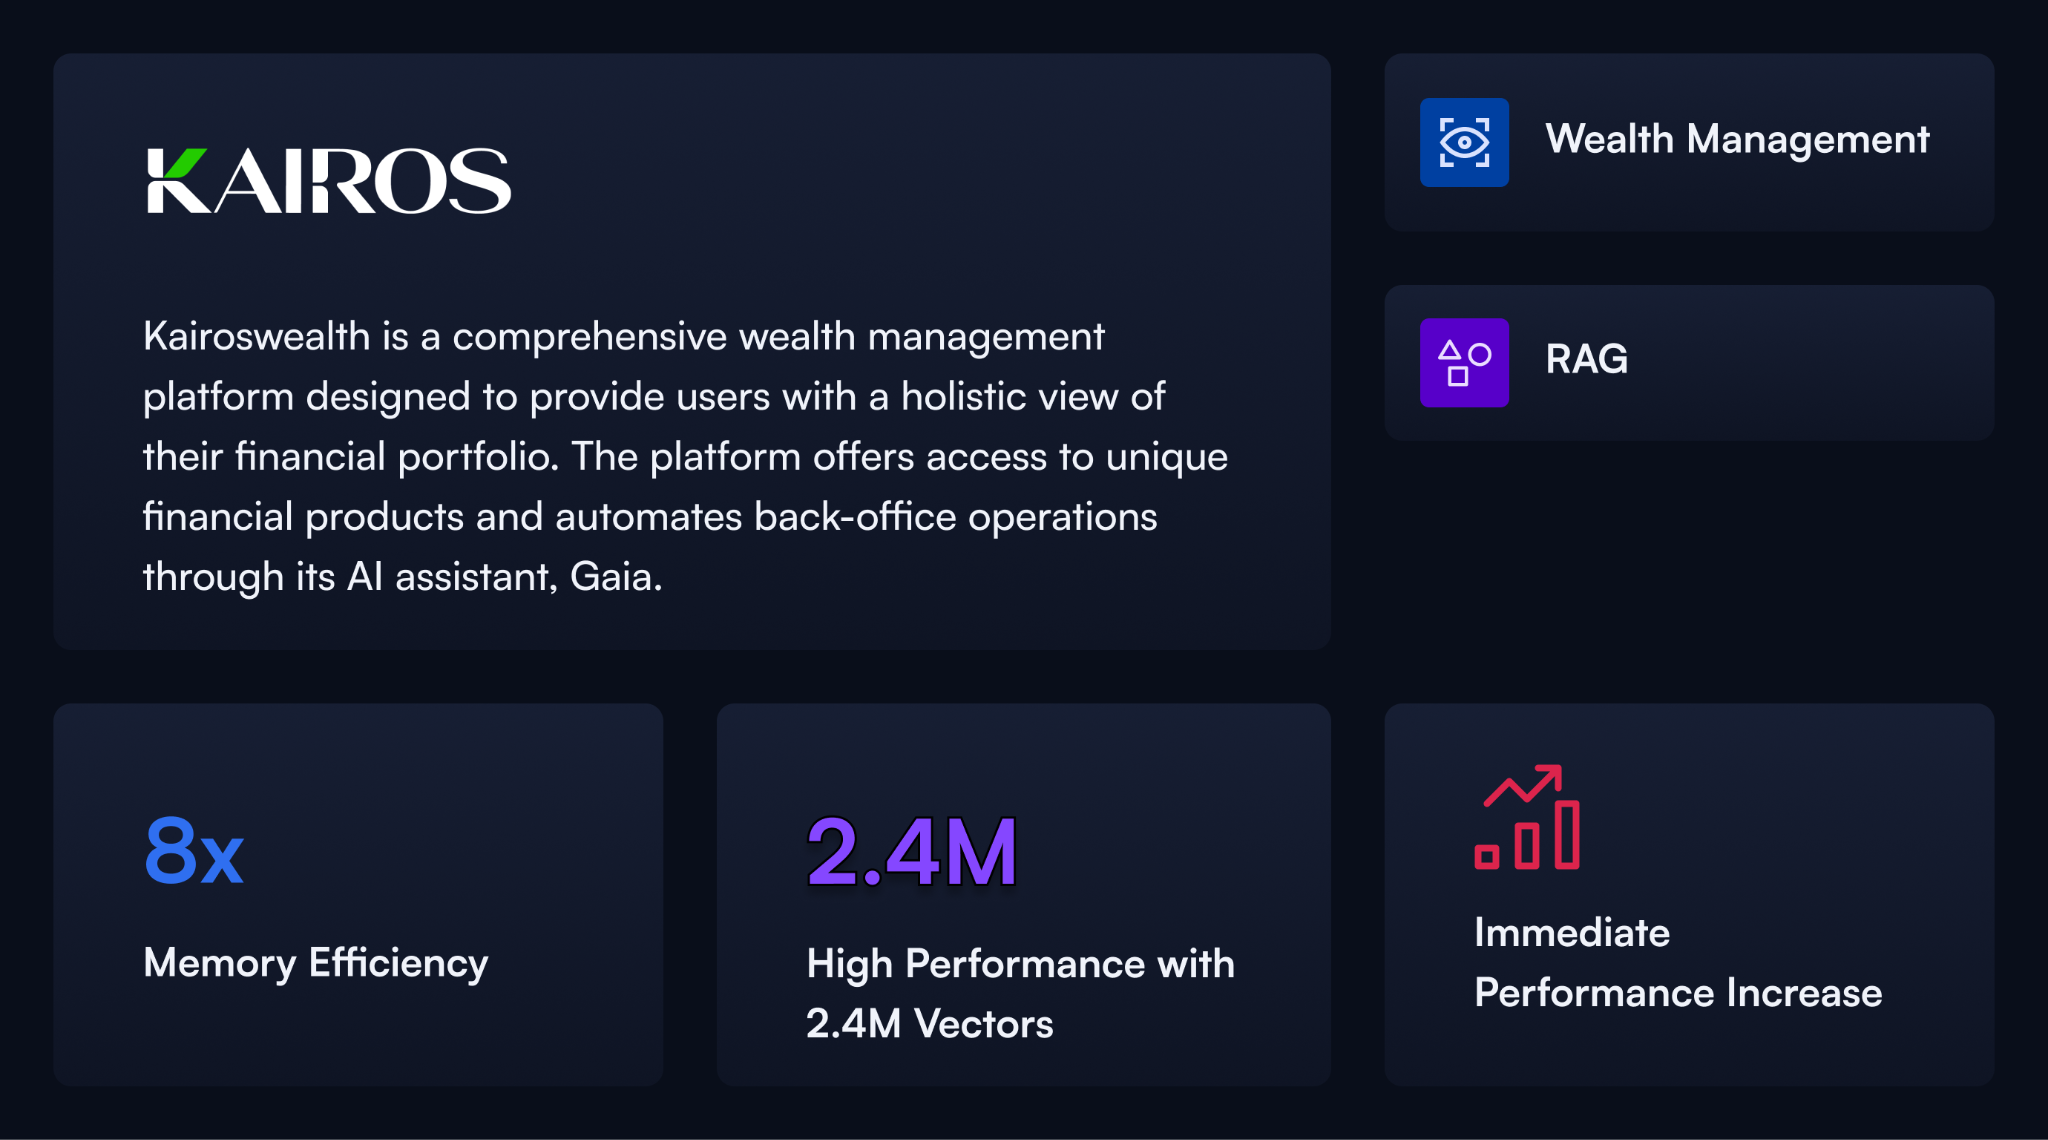 KAIROS
Kairoswealth is a comprehensive wealth management
platform designed to provide users with a holistic view of
their financial portfolio. The platform offers access to unique
financial products and automates back-office operations
through its AI assistant, Gaia.
Wealth Management
RAG
8x
Memory Efficiency
2.4M
High Performance with
2.4M Vectors
Immediate
Performance Increase